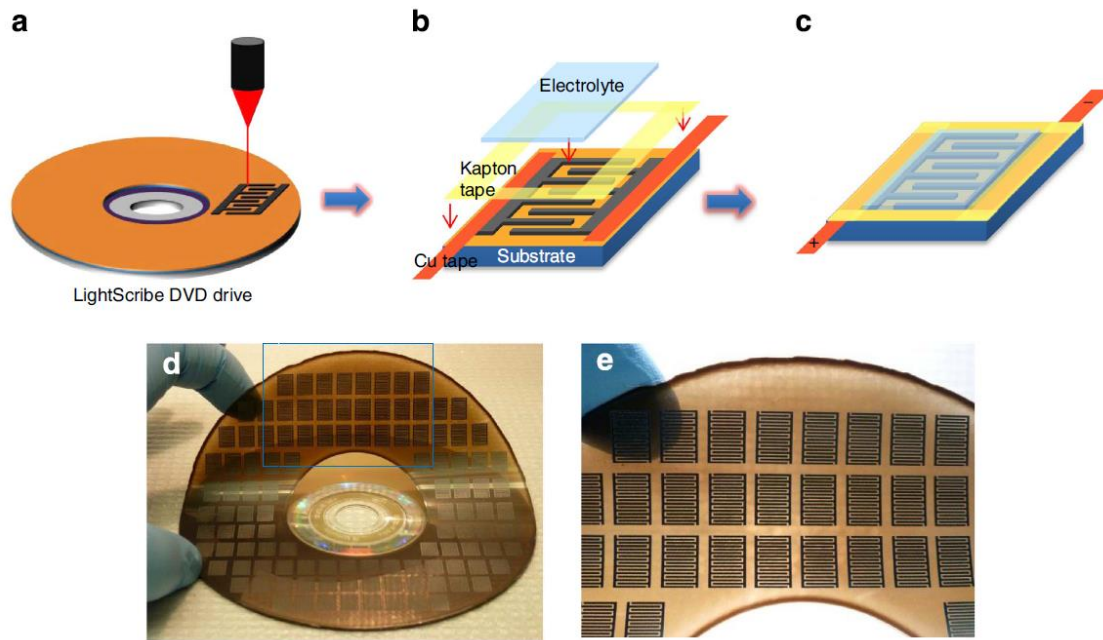 a
b
c
Electrolyte
Kapton
tape
Cu tape
Substrate
−
+
LightScribe DVD drive
d
e